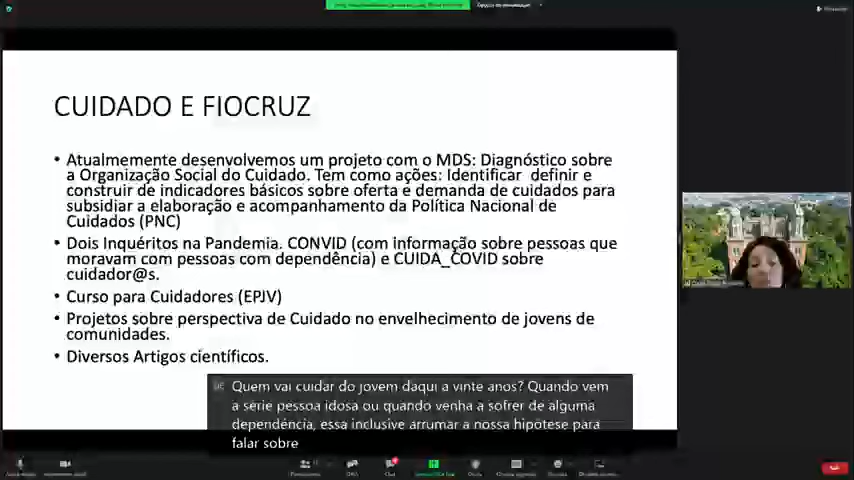 CUIDADO E FIOCRUZ
• Atualmemente desenvolvemos um projeto com o MDS: Diagnóstico sobre
a Organização Social do Cuidado. Tem como ações: Identificar definir e
construir de indicadores básicos sobre oferta e demanda de cuidados para
subsidiar a elaboração e acompanhamento da Política Nacional de
Cuidados (PNC)
• Dois Inquéritos na Pandemia. CONVID (com informação sobre pessoas que
moravam com pessoas com dependência) e CUIDA_COVID sobre
cuidador@s.
• Curso para Cuidadores (EPJV)
• Projetos sobre perspectiva de Cuidado no envelhecimento de jovens de
comunidades.
• Diversos Artigos científicos.
Quem vai cuidar do jovem daqui a vinte anos? Quando vem
a série pessoa idosa ou quando venha a sofrer de alguma
dependência, essa inclusive arrumar a nossa hipótese para
falar sobre